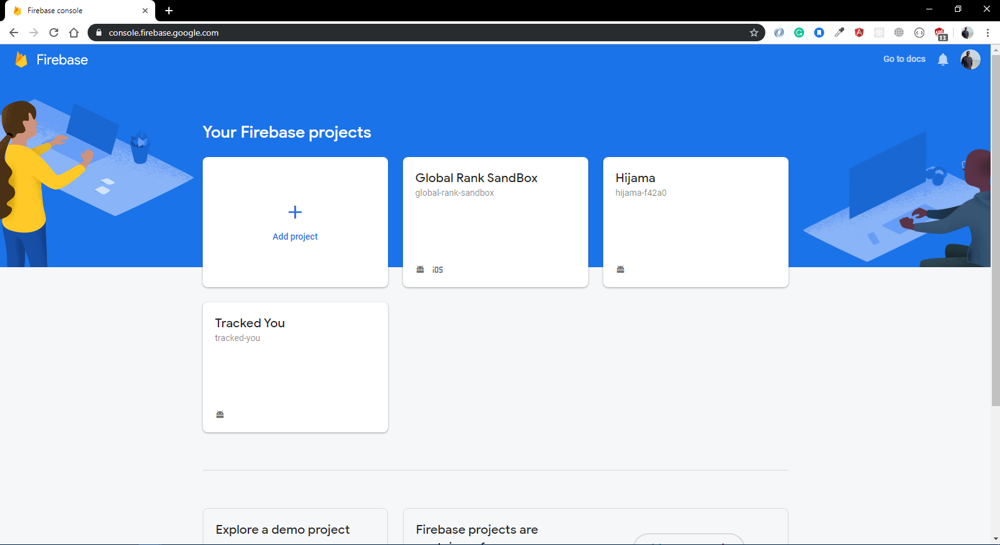 Firebase console
console.firebase.google.com
13
Firebase
Go to docs
Your Firebase projects
Add project
Global Rank SandBox
global-rank-sandbox
iOS
Hijama
hijama-f42a0
Tracked You
tracked-you
Explore a demo project
Firebase projects are